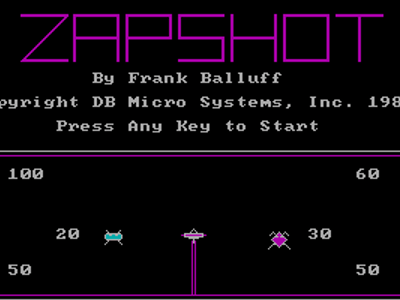 ZAPSHOT
By Frank Balluff
pyright DB Micro Systems, Inc. 198
Press Any Key to Start
100 60
20 30
50 50